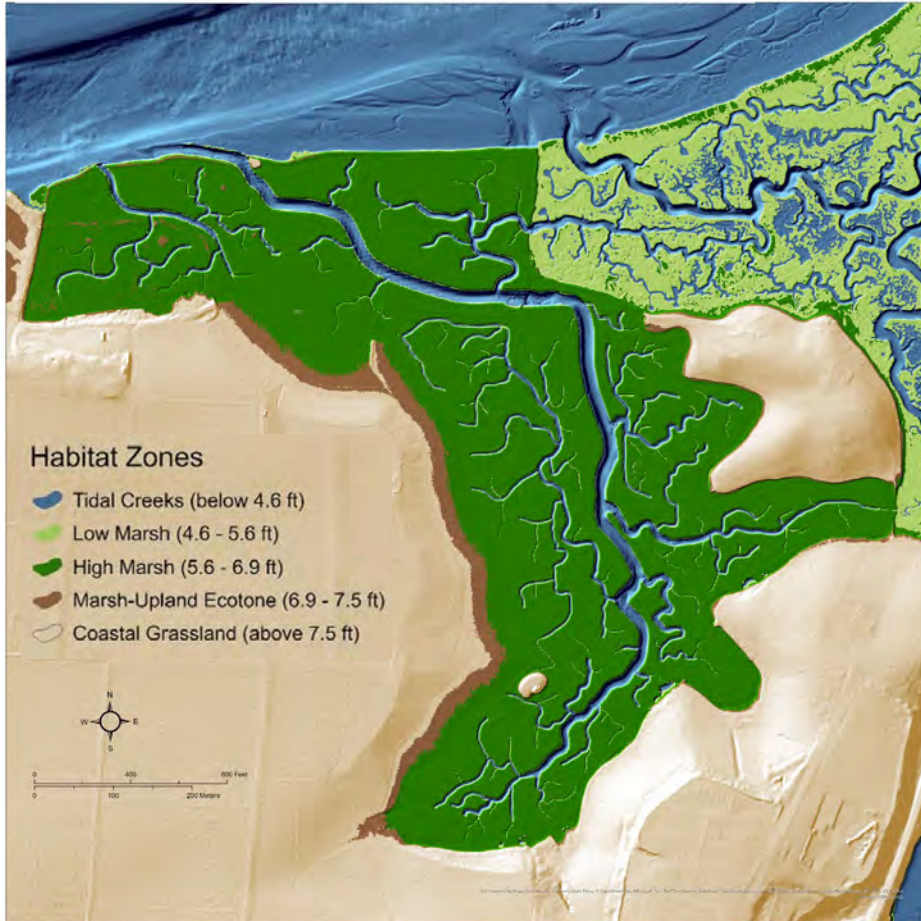 Habitat Zones
Tidal Creeks (below 4.6 ft)
Low Marsh (4.6 - 5.6 ft)
High Marsh (5.6 - 6.9 ft)
Marsh-Upland Ecotone (6.9 - 7.5 ft)
Coastal Grassland (above 7.5 ft)
N
W E
S
0 400 800 Feet
0 100 200 Meters